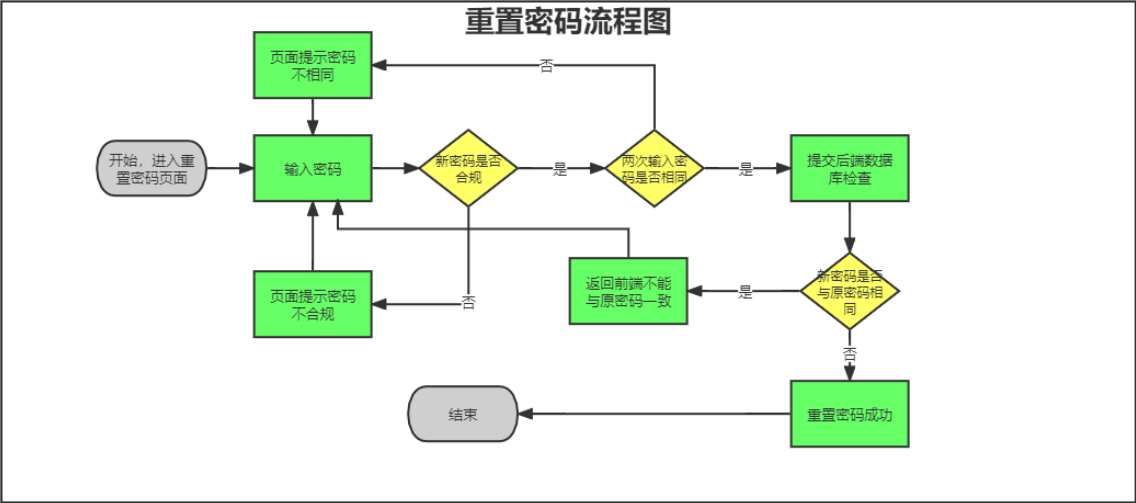 重置密码流程图
页面提示密码
不相同
否
开始，进入重
置密码页面
输入密码
新密码是否
合规
是
两次输入密
码是否相同
是
提交后端数据
库检查
页面提示密码
不合规
否
返回前端不能
与原密码一致
是
新密码是否
与原密码相
同
否
结束
重置密码成功